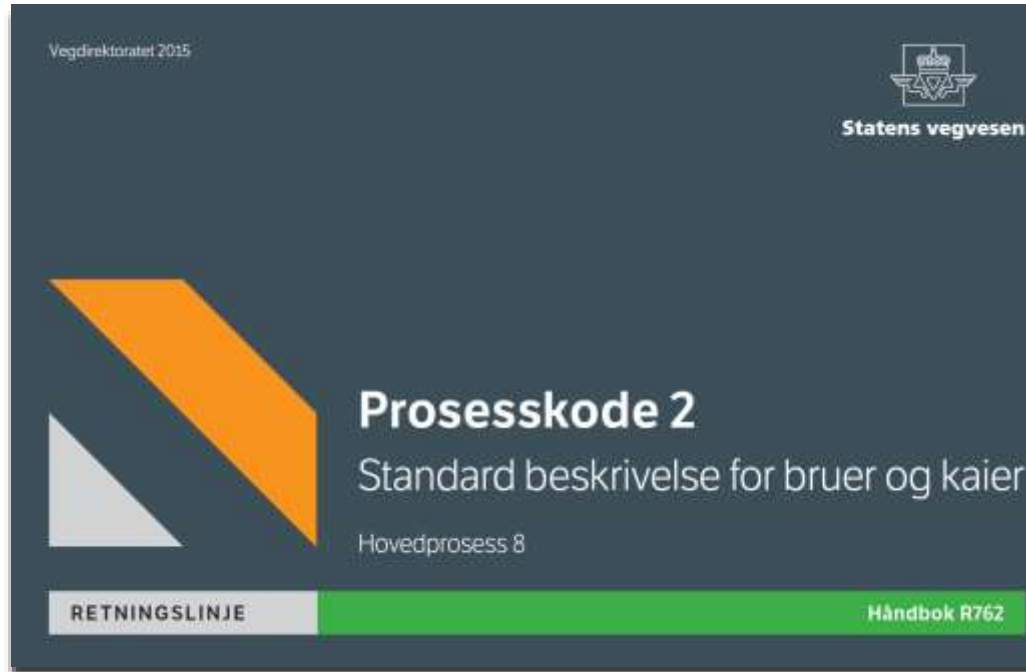 Vegdirektoratet 2015
Statens vegvesen
Prosesskode 2
Standard beskrivelse for bruer og kaier
Hovedprosess 8
RETNINGSLINJE
Håndbok R762